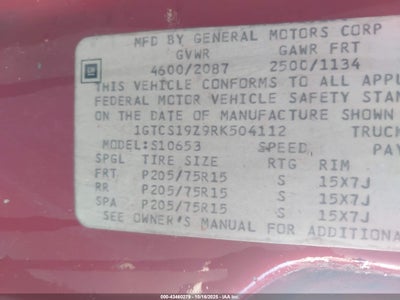 MFD BY GENERAL MOTORS CORP
GVWR GAWR FRT
4600/2087 2500/1134
GM
THIS VEHICLE CONFORMS TO ALL APPL
FEDERAL MOTOR VEHICLE SAFETY STAN
ON THE DATE OF MANUFACTURE SHOWN
1GTCS19Z9RK504112 TRUCK
MODEL:S10653 SPEED PAY
SPGL TIRE SIZE RTG RIM
FRT P205/75R15 S 15X7J
RR P205/75R15 S 15X7J
SPA P205/75R15 S 15X7J
SEE OWNER'S MANUAL FOR ADDITIONA
000-43460279 - 10/16/2025 - IAA Inc.